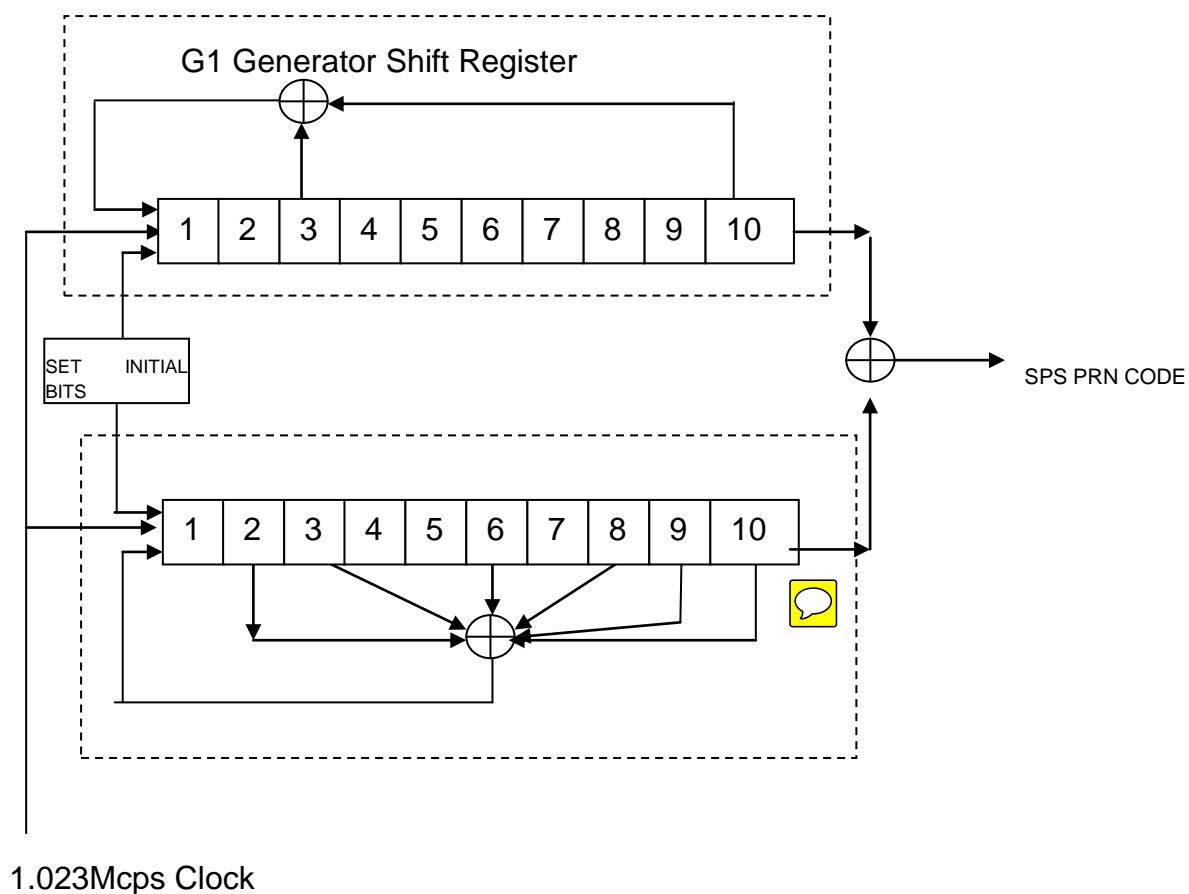 G1 Generator Shift Register
1 2 3 4 5 6 7 8 9 10
SET INITIAL
BITS
SPS PRN CODE
1 2 3 4 5 6 7 8 9 10
1.023Mcps Clock